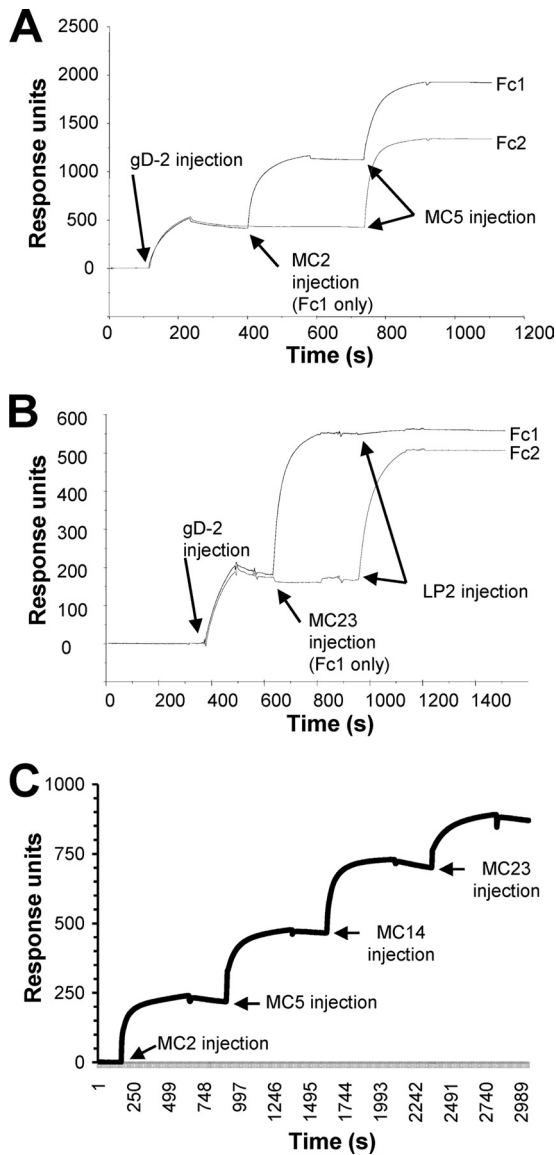 A
2500
2000
1500
1000
500
0
Response units
gD-2 injection
MC2
injection
(Fc1 only)
MC5 injection
Fc1
Fc2
0 200 400 600 800 1000 1200
Time (s)
B
600
500
400
300
200
100
0
Response units
gD-2
injection
MC23
injection
(Fc1 only)
LP2 injection
Fc1
Fc2
0 200 400 600 800 1000 1200 1400
Time (s)
C
1000
750
500
250
0
Response units
MC2 injection
MC5 injection
MC14
injection
MC23
injection
1 250 499 748 997 1246 1495 1744 1993 2242 2491 2740 2989
Time (s)